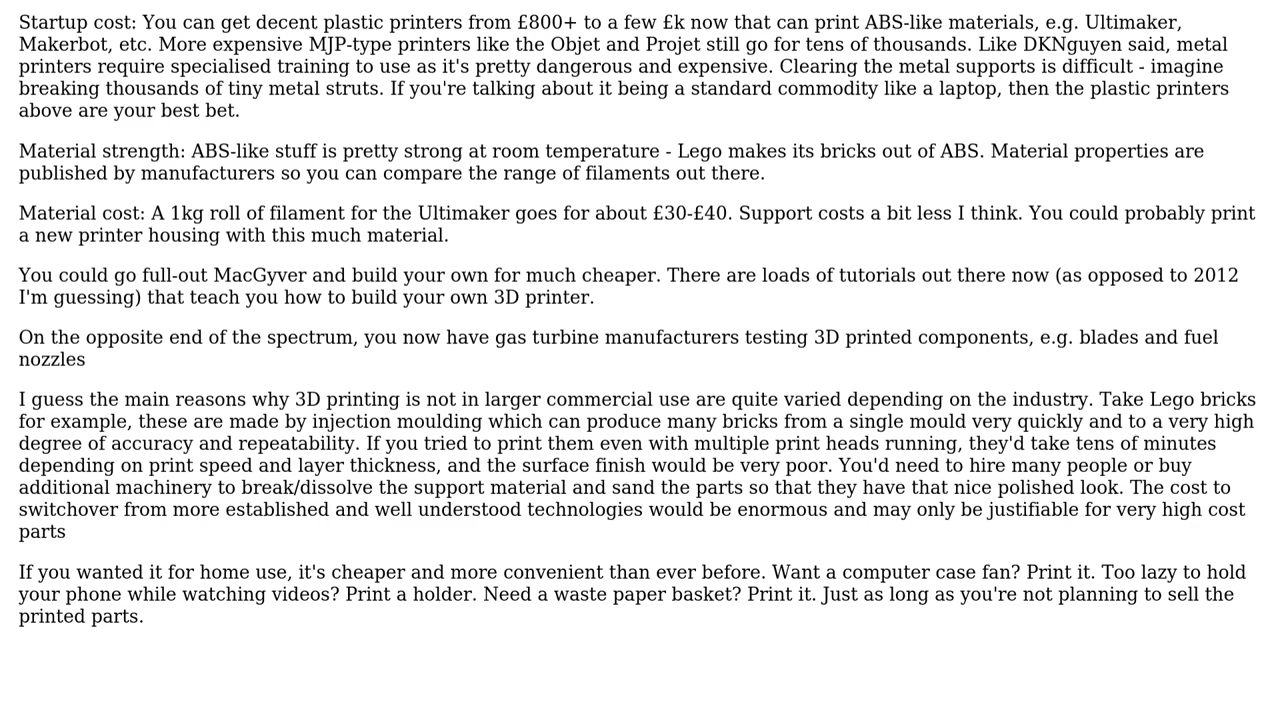 Startup cost: You can get decent plastic printers from £800+ to a few £k now that can print ABS-like materials, e.g. Ultimaker,
Makerbot, etc. More expensive MJP-type printers like the Objet and Projet still go for tens of thousands. Like DKNguyen said, metal
printers require specialised training to use as it's pretty dangerous and expensive. Clearing the metal supports is difficult - imagine
breaking thousands of tiny metal struts. If you're talking about it being a standard commodity like a laptop, then the plastic printers
above are your best bet.
Material strength: ABS-like stuff is pretty strong at room temperature - Lego makes its bricks out of ABS. Material properties are
published by manufacturers so you can compare the range of filaments out there.
Material cost: A 1kg roll of filament for the Ultimaker goes for about £30-£40. Support costs a bit less I think. You could probably print
a new printer housing with this much material.
You could go full-out MacGyver and build your own for much cheaper. There are loads of tutorials out there now (as opposed to 2012
I'm guessing) that teach you how to build your own 3D printer.
On the opposite end of the spectrum, you now have gas turbine manufacturers testing 3D printed components, e.g. blades and fuel
nozzles
I guess the main reasons why 3D printing is not in larger commercial use are quite varied depending on the industry. Take Lego bricks
for example, these are made by injection moulding which can produce many bricks from a single mould very quickly and to a very high
degree of accuracy and repeatability. If you tried to print them even with multiple print heads running, they'd take tens of minutes
depending on print speed and layer thickness, and the surface finish would be very poor. You'd need to hire many people or buy
additional machinery to break/dissolve the support material and sand the parts so that they have that nice polished look. The cost to
switchover from more established and well understood technologies would be enormous and may only be justifiable for very high cost
parts
If you wanted it for home use, it's cheaper and more convenient than ever before. Want a computer case fan? Print it. Too lazy to hold
your phone while watching videos? Print a holder. Need a waste paper basket? Print it. Just as long as you're not planning to sell the
printed parts.